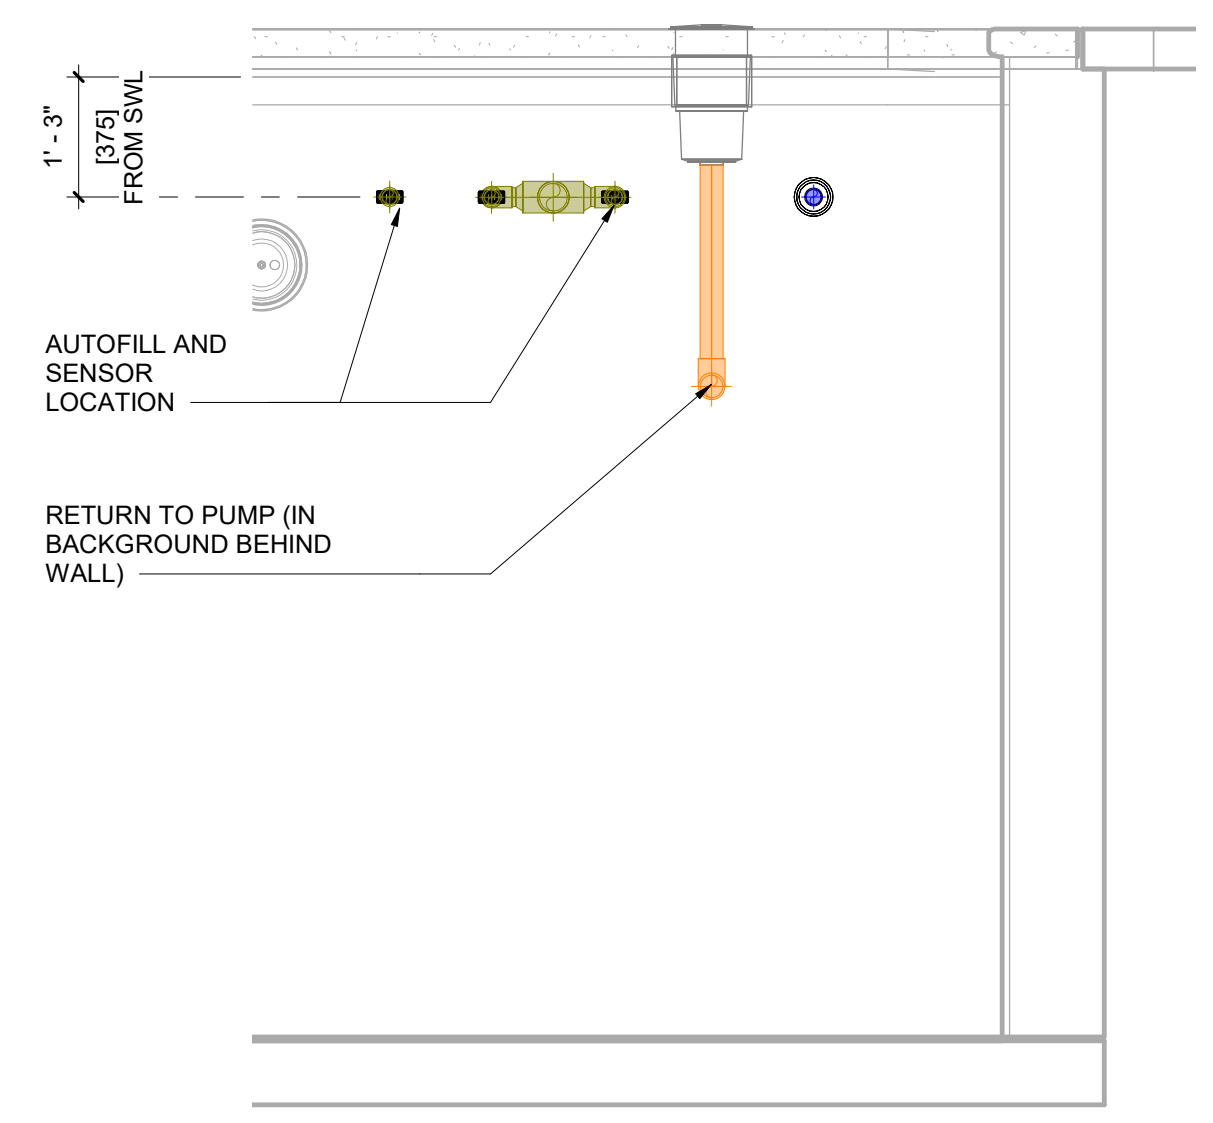 1' - 3"
[375]
FROM SWL
AUTOFILL AND
SENSOR
LOCATION
RETURN TO PUMP (IN
BACKGROUND BEHIND
WALL)